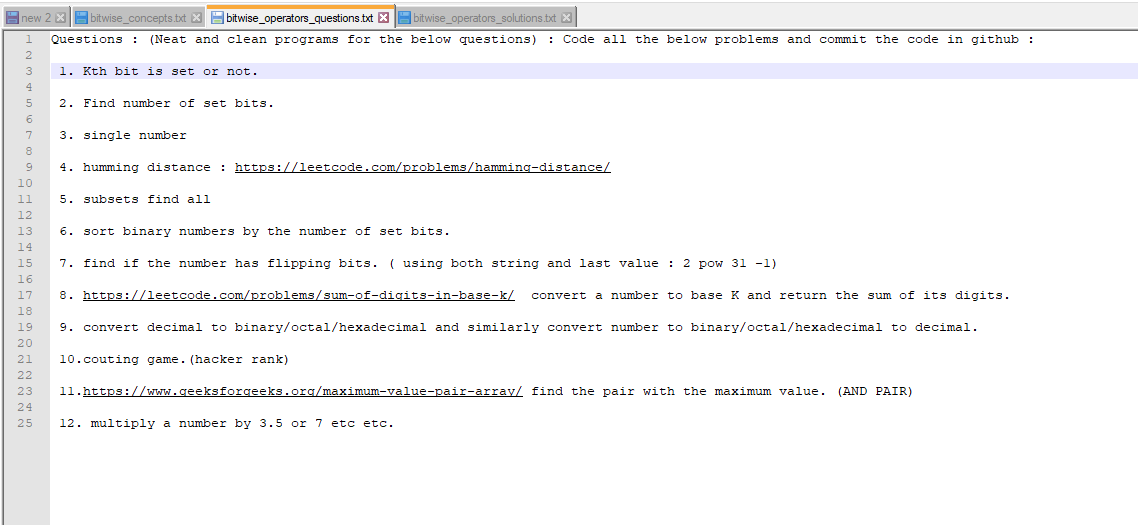 new 2 bitwise_concepts.txt bitwise_operators_questions.txt bitwise_operators_solutions.txt
1 Questions : (Neat and clean programs for the below questions) : Code all the below problems and commit the code in github :
2
3 1. Kth bit is set or not.
4
5 2. Find number of set bits.
6
7 3. single number
8
9 4. humming distance : https://leetcode.com/problems/hamming-distance/
10
11 5. subsets find all
12
13 6. sort binary numbers by the number of set bits.
14
15 7. find if the number has flipping bits. ( using both string and last value : 2 pow 31 -1)
16
17 8. https://leetcode.com/problems/sum-of-digits-in-base-k/  convert a number to base K and return the sum of its digits.
18
19 9. convert decimal to binary/octal/hexadecimal and similarly convert number to binary/octal/hexadecimal to decimal.
20
21 10.couting game.(hacker rank)
22
23 11.https://www.geeksforgeeks.org/maximum-value-pair-array/ find the pair with the maximum value. (AND PAIR)
24
25 12. multiply a number by 3.5 or 7 etc etc.